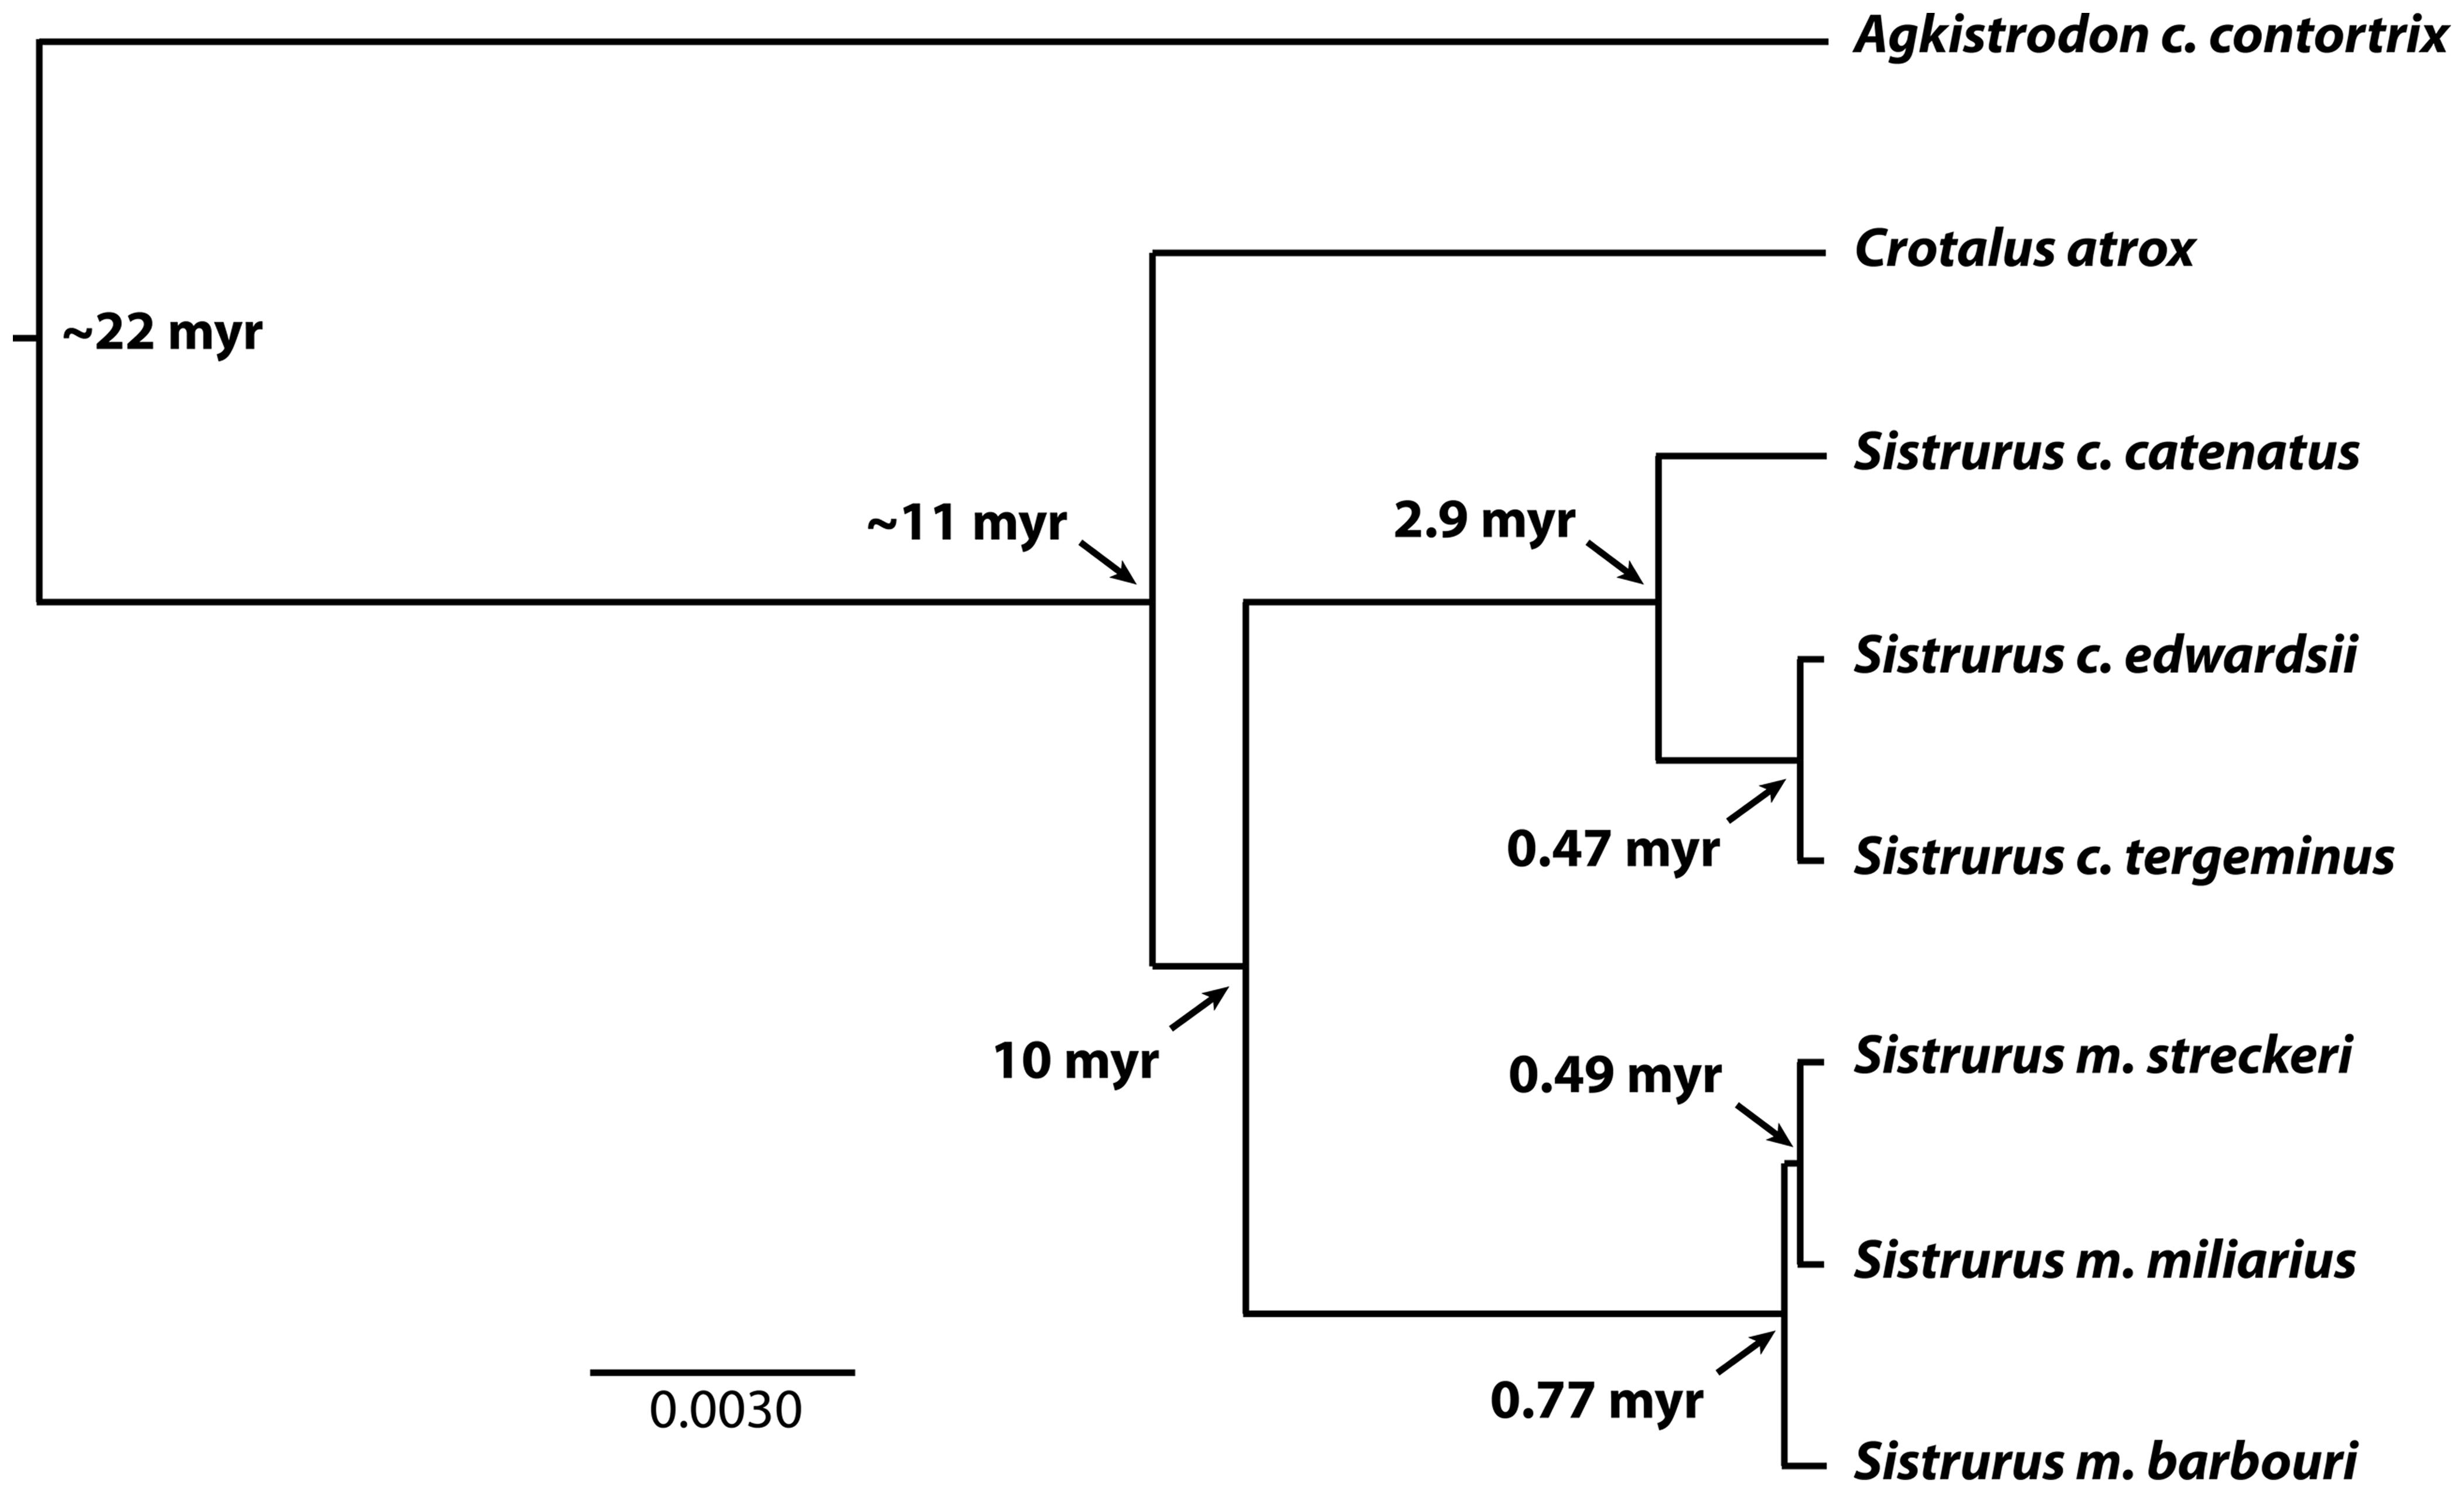 Agkistrodon c. contortrix
Crotalus atrox
~22 myr
Sistrurus c. catenatus
~11 myr
2.9 myr
Sistrurus c. edwardsii
0.47 myr
Sistrurus c. tergeminus
10 myr
Sistrurus m. streckeri
0.49 myr
Sistrurus m. miliarius
0.0030
0.77 myr
Sistrurus m. barbouri